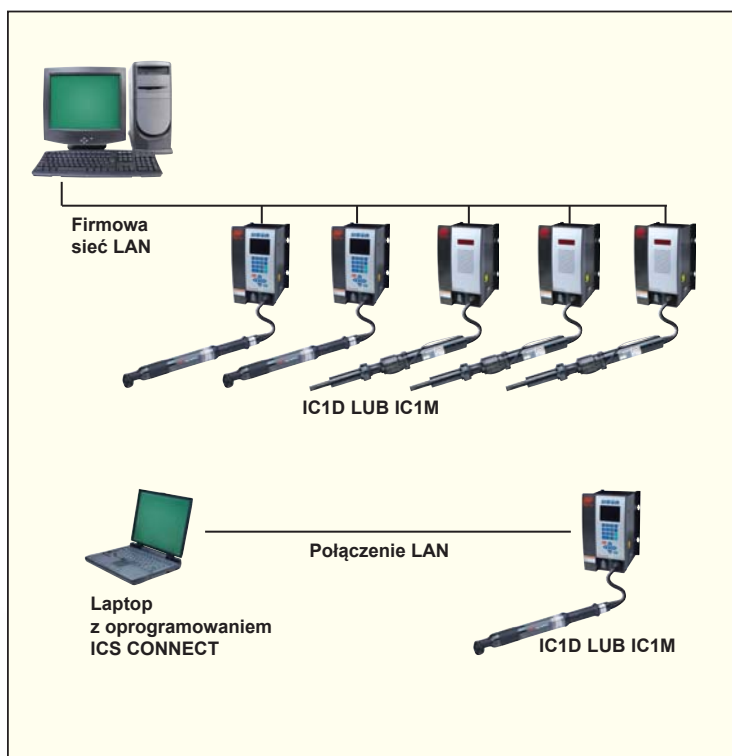 Firmowa
sieć LAN
IC1D LUB IC1M
Połączenie LAN
Laptop
z oprogramowaniem
ICS CONNECT
IC1D LUB IC1M